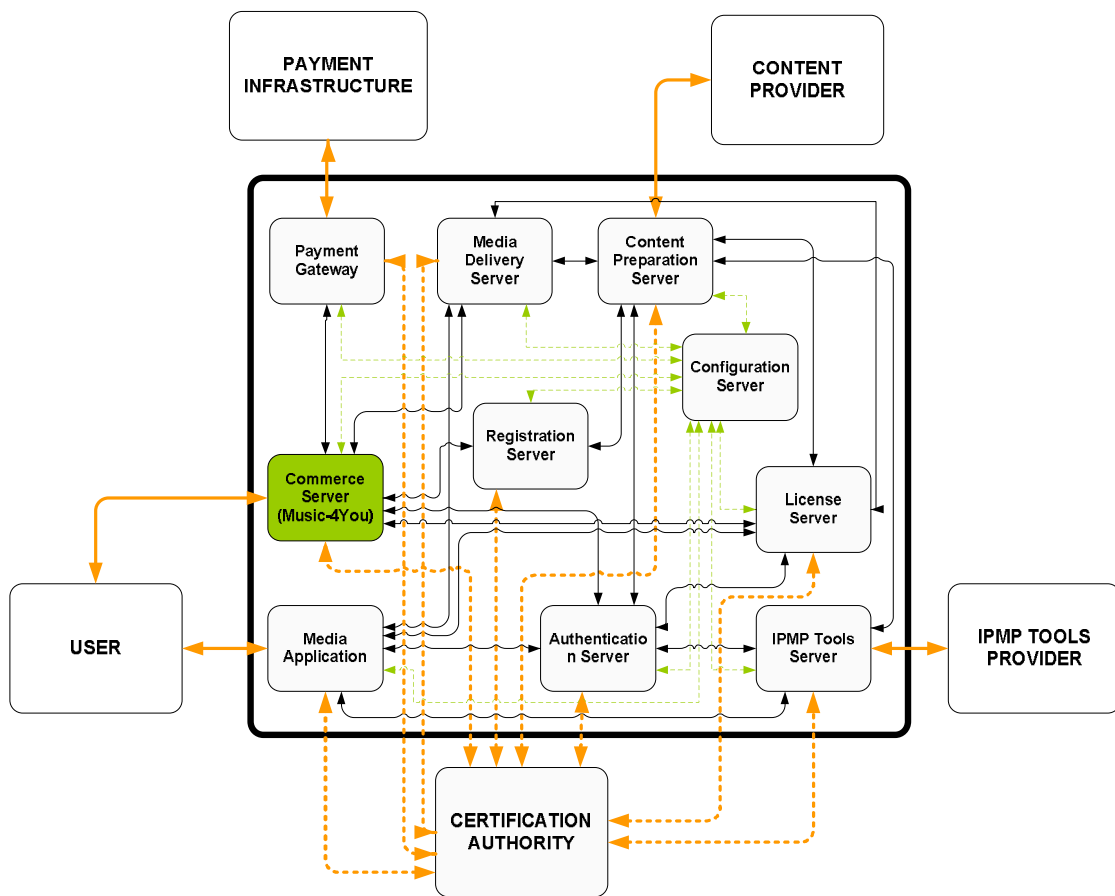 PAYMENT
INFRASTRUCTURE
CONTENT
PROVIDER
Payment
Gateway
Media
Delivery
Server
Content
Preparation
Server
Configuration
Server
Registration
Server
Commerce
Server
(Music-4You)
License
Server
USER
Media
Application
Authenticatio
n Server
IPMP Tools
Server
IPMP TOOLS
PROVIDER
CERTIFICATION
AUTHORITY